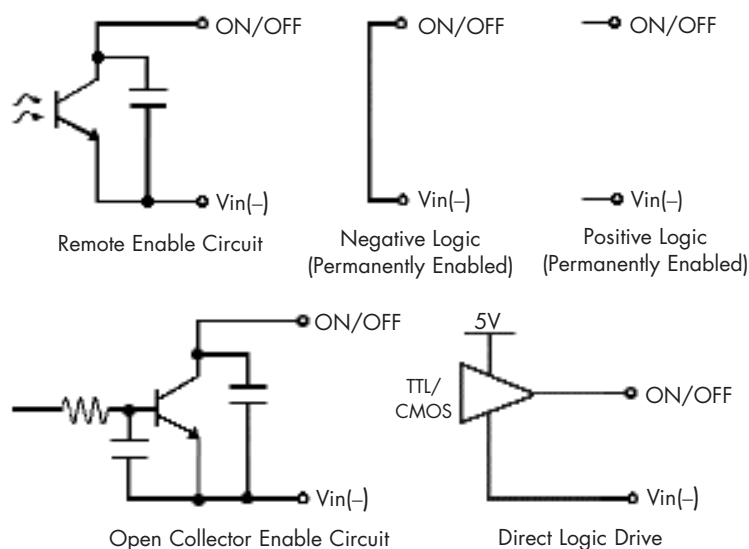 ON/OFF
Vin(–)
Remote Enable Circuit
ON/OFF
Vin(–)
Negative Logic
(Permanently Enabled)
ON/OFF
Vin(–)
Positive Logic
(Permanently Enabled)
ON/OFF
Vin(–)
Open Collector Enable Circuit
5V
TTL/
CMOS
ON/OFF
Vin(–)
Direct Logic Drive